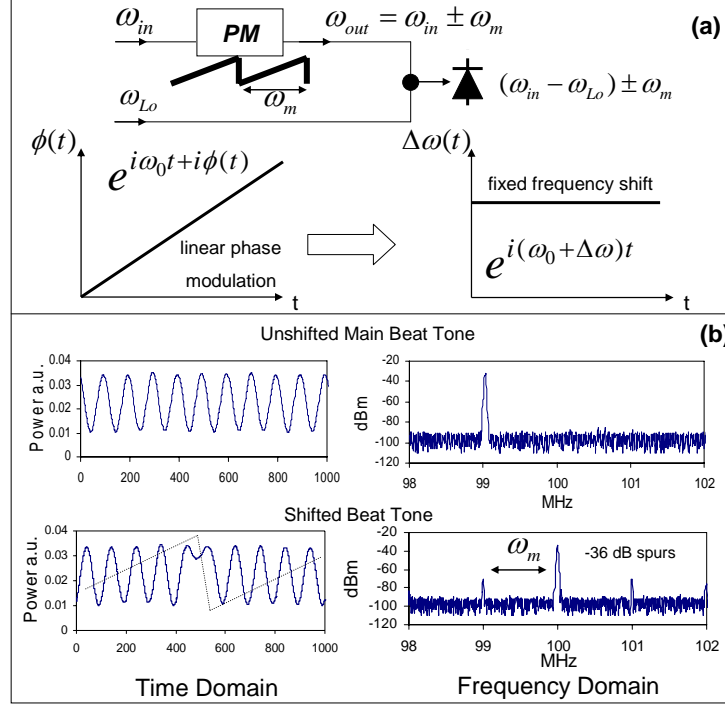 (a)
ω_in PM ω_out = ω_in ± ω_m
ω_m
ω_Lo
(ω_in − ω_Lo) ± ω_m
ϕ(t)
e^{iω_0t+iϕ(t)}
linear phase
modulation
t
Δω(t)
fixed frequency shift
e^{i(ω_0+Δω)t}
t
(b)
Unshifted Main Beat Tone
Power a.u.
0.04
0.03
0.02
0.01
0
0 200 400 600 800 1000
dBm
-20
-40
-60
-80
-100
-120
98 99 100 101 102
MHz
Shifted Beat Tone
Power a.u.
0.04
0.03
0.02
0.01
0
0 200 400 600 800 1000
Time Domain
dBm
-20
-40
-60
-80
-100
-120
ω_m
-36 dB spurs
98 99 100 101 102
MHz
Frequency Domain